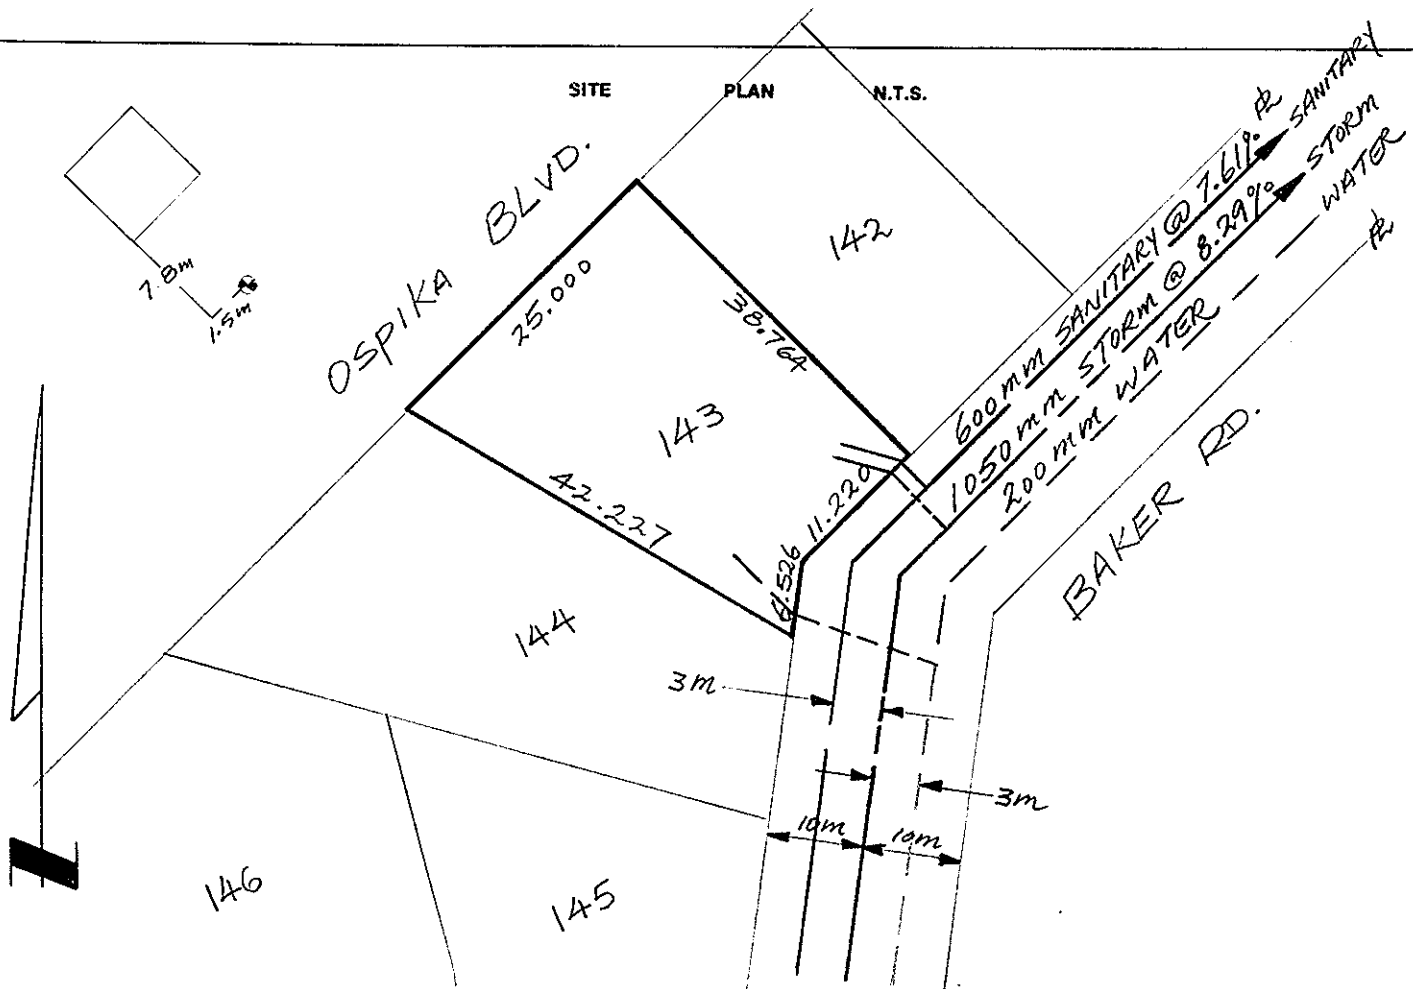 SITE PLAN N.T.S.
OSPIKA BLVD.
7.8m
1.5m
25.000
38.764
142
143
42.227
11.220
4.526
144
145
146
600mm SANITARY @ 7.61%
SANITARY
1050mm STORM @ 8.29%
STORM
200mm WATER
WATER
BAKER RD.
3m
3m
10m
10m